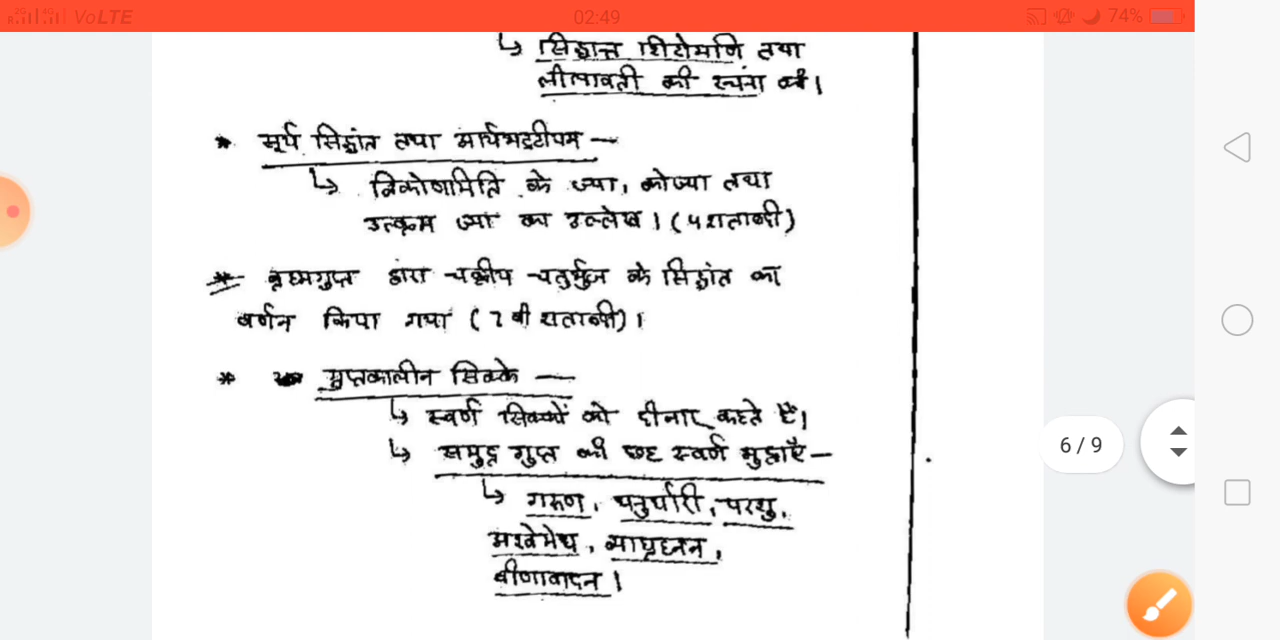 VoLTE 02:49 74%
↳ सिद्धान्त शिरोमणि तथा
लीलावती की रचना की।
* सूर्य सिद्धांत तथा आर्यभट्टीयम —
↳ त्रिकोणमिति के ज्या, कोज्या तथा
उत्क्रम ज्या का उल्लेख। (५ शताब्दी)
* ब्रह्मगुप्त द्वारा चक्रीय चतुर्भुज के सिद्धांत का
वर्णन किया गया (7 वी शताब्दी)।
* गुप्तकालीन सिक्के —
↳ स्वर्ण सिक्कों को दीनार कहते हैं।
↳ समुद्र गुप्त की छह स्वर्ण मुद्राएँ —
↳ गरुण, धनुर्धारी, परशु,
अश्वमेध, व्याघ्रहनन,
वीणावादन।
6 / 9